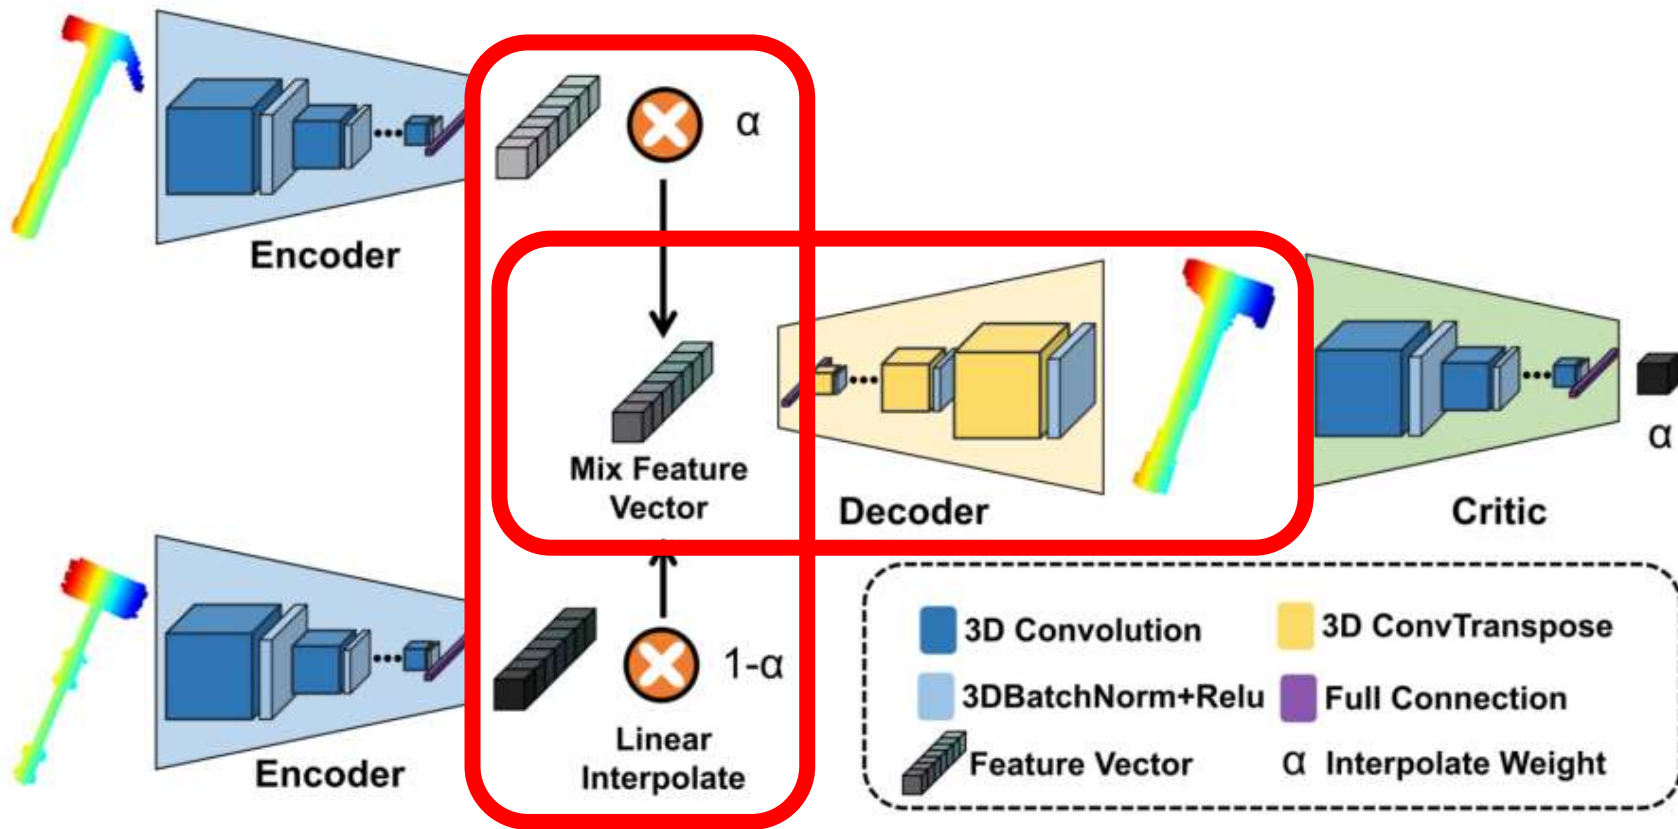 α
Encoder
Mix Feature
Vector
Decoder
α
Critic
1-α
Linear
Interpolate
Encoder
3D Convolution
3D ConvTranspose
3DBatchNorm+Relu
Full Connection
Feature Vector
α Interpolate Weight